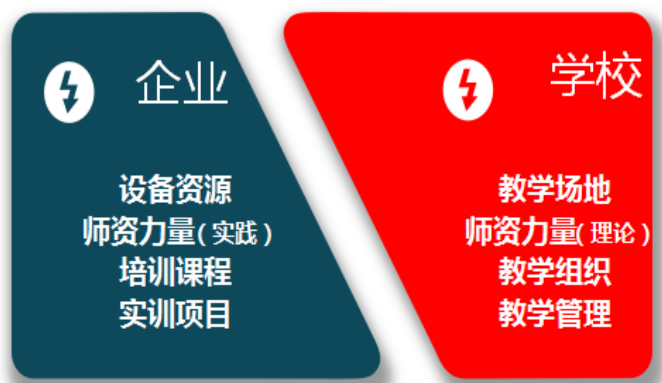 企业
设备资源
师资力量(实践)
培训课程
实训项目
学校
教学场地
师资力量(理论)
教学组织
教学管理